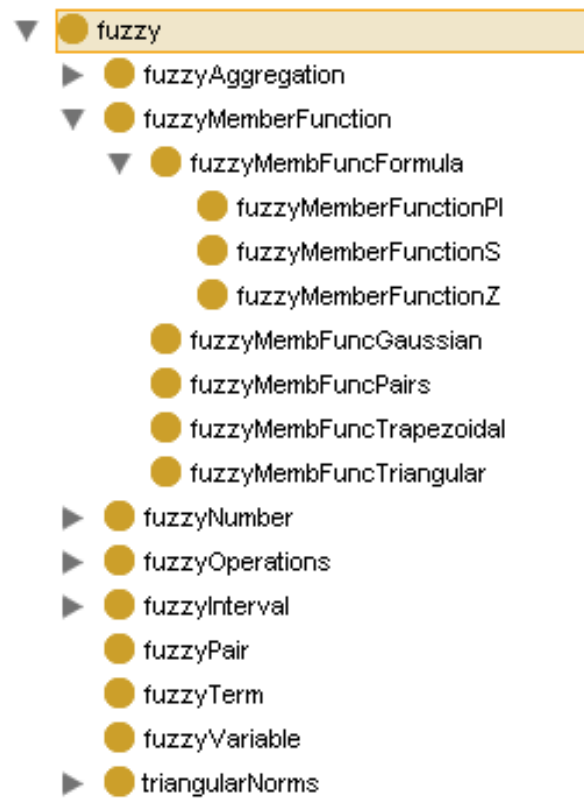 fuzzy
fuzzyAggregation
fuzzyMemberFunction
fuzzyMembFuncFormula
fuzzyMemberFunctionPI
fuzzyMemberFunctionS
fuzzyMemberFunctionZ
fuzzyMembFuncGaussian
fuzzyMembFuncPairs
fuzzyMembFuncTrapezoidal
fuzzyMembFuncTriangular
fuzzyNumber
fuzzyOperations
fuzzyInterval
fuzzyPair
fuzzyTerm
fuzzyVariable
triangularNorms